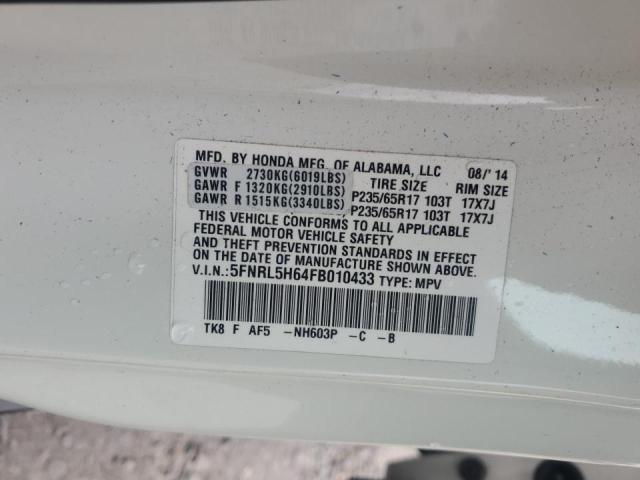 MFD. BY HONDA MFG. OF ALABAMA, LLC 08/'14
GVWR 2730KG(6019LBS) TIRE SIZE RIM SIZE
GAWR F 1320KG(2910LBS) P235/65R17 103T 17X7J
GAWR R 1515KG(3340LBS) P235/65R17 103T 17X7J
THIS VEHICLE CONFORMS TO ALL APPLICABLE
FEDERAL MOTOR VEHICLE SAFETY
AND THEFT PREVENTION STANDARDS IN EFFECT
ON THE DATE OF MANUFACTURE SHOWN ABOVE.
V.I.N.:5FNRL5H64FB010433 TYPE: MPV
TK8 F AF5 -NH603P -C -B